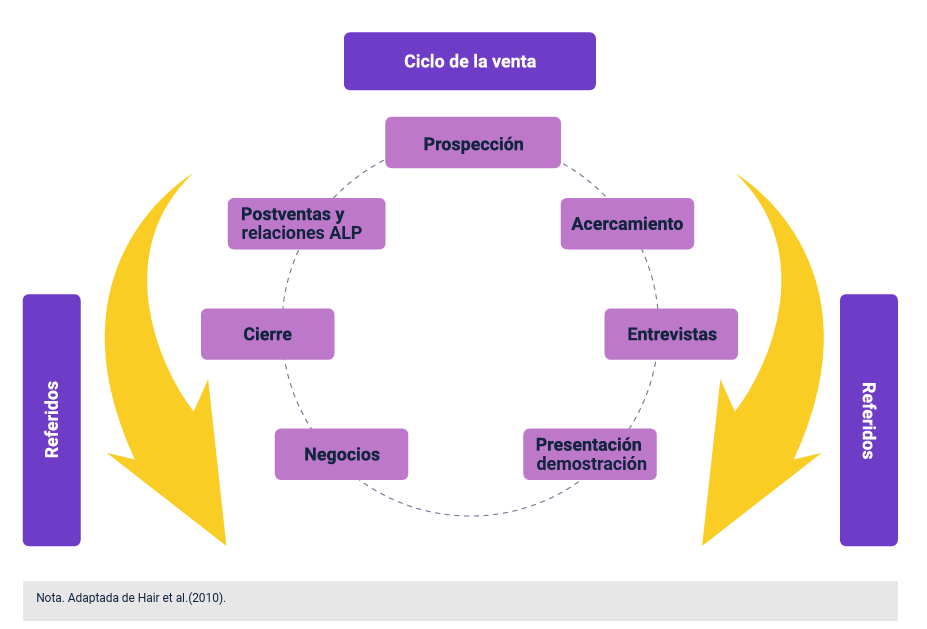 Ciclo de la venta
Prospección
Postventas y
relaciones ALP
Acercamiento
Cierre
Entrevistas
Referidos
Referidos
Negocios
Presentación
demostración
Nota. Adaptada de Hair et al.(2010).